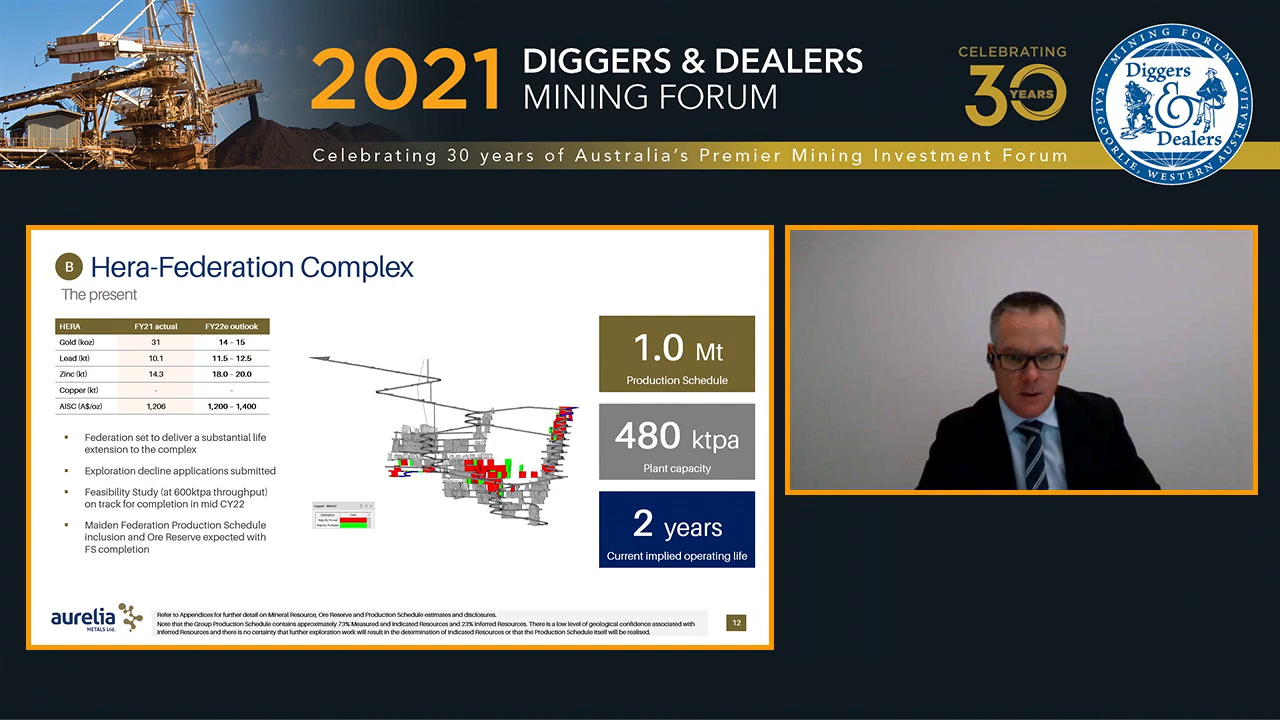 2021 DIGGERS & DEALERS
MINING FORUM
CELEBRATING
30 YEARS
Celebrating 30 years of Australia's Premier Mining Investment Forum
MINING FORUM
Diggers
&
Dealers
KALGOORLIE, WESTERN AUSTRALIA
B Hera-Federation Complex
The present
HERA FY21 actual FY22e outlook
Gold (koz) 31 14 – 15
Lead (kt) 10.1 11.5 – 12.5
Zinc (kt) 14.3 18.0 – 20.0
Copper (kt) - -
AISC (A$/oz) 1,206 1,200 – 1,400
▪ Federation set to deliver a substantial life
extension to the complex
▪ Exploration decline applications submitted
▪ Feasibility Study (at 600ktpa throughput)
on track for completion in mid CY22
▪ Maiden Federation Production Schedule
inclusion and Ore Reserve expected with
FS completion
1.0 Mt
Production Schedule
480 ktpa
Plant capacity
2 years
Current implied operating life
aurelia
METALS Ltd.
Refer to Appendices for further detail on Mineral Resource, Ore Reserve and Production Schedule estimates and disclosures.
Note that the Group Production Schedule contains approximately 73% Measured and Indicated Resources and 23% Inferred Resources. There is a low level of geological confidence associated with
Inferred Resources and there is no certainty that further exploration work will result in the determination of Indicated Resources or that the Production Schedule itself will be realised.
12